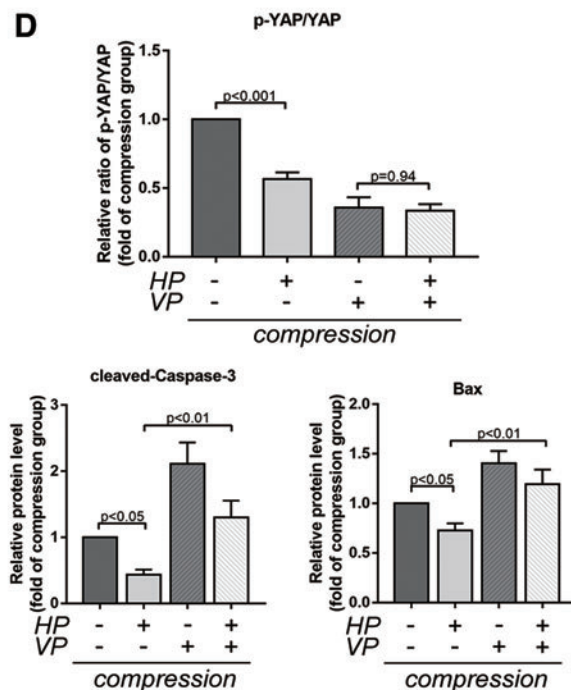 D
p-YAP/YAP
Relative ratio of p-YAP/YAP
(fold of compression group)
1.5
1.0
0.5
0.0
p<0.001
p=0.94
HP - + - +
VP - - + +
compression
cleaved-Caspase-3
Relative protein level
(fold of compression group)
3
2
1
0
p<0.01
p<0.05
HP - + - +
VP - - + +
compression
Bax
Relative protein level
(fold of compression group)
2.0
1.5
1.0
0.5
0.0
p<0.01
p<0.05
HP - + - +
VP - - + +
compression